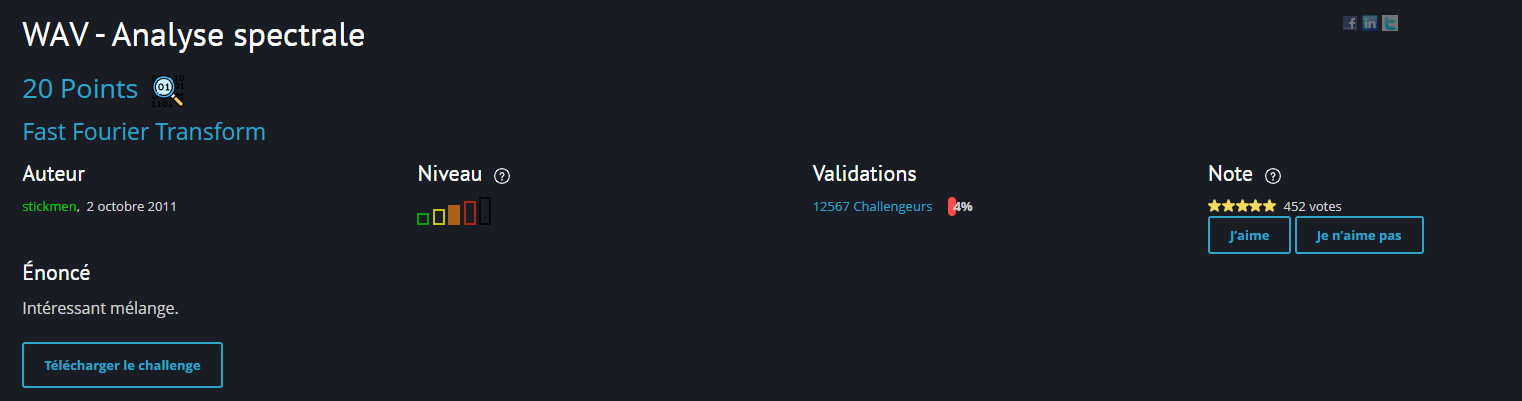 WAV - Analyse spectrale
20 Points
Fast Fourier Transform
Auteur
stickmen, 2 octobre 2011
Niveau ?
Validations
12567 Challengeurs 4%
Note ?
452 votes
J'aime Je n'aime pas
Énoncé
Intéressant mélange.
Télécharger le challenge